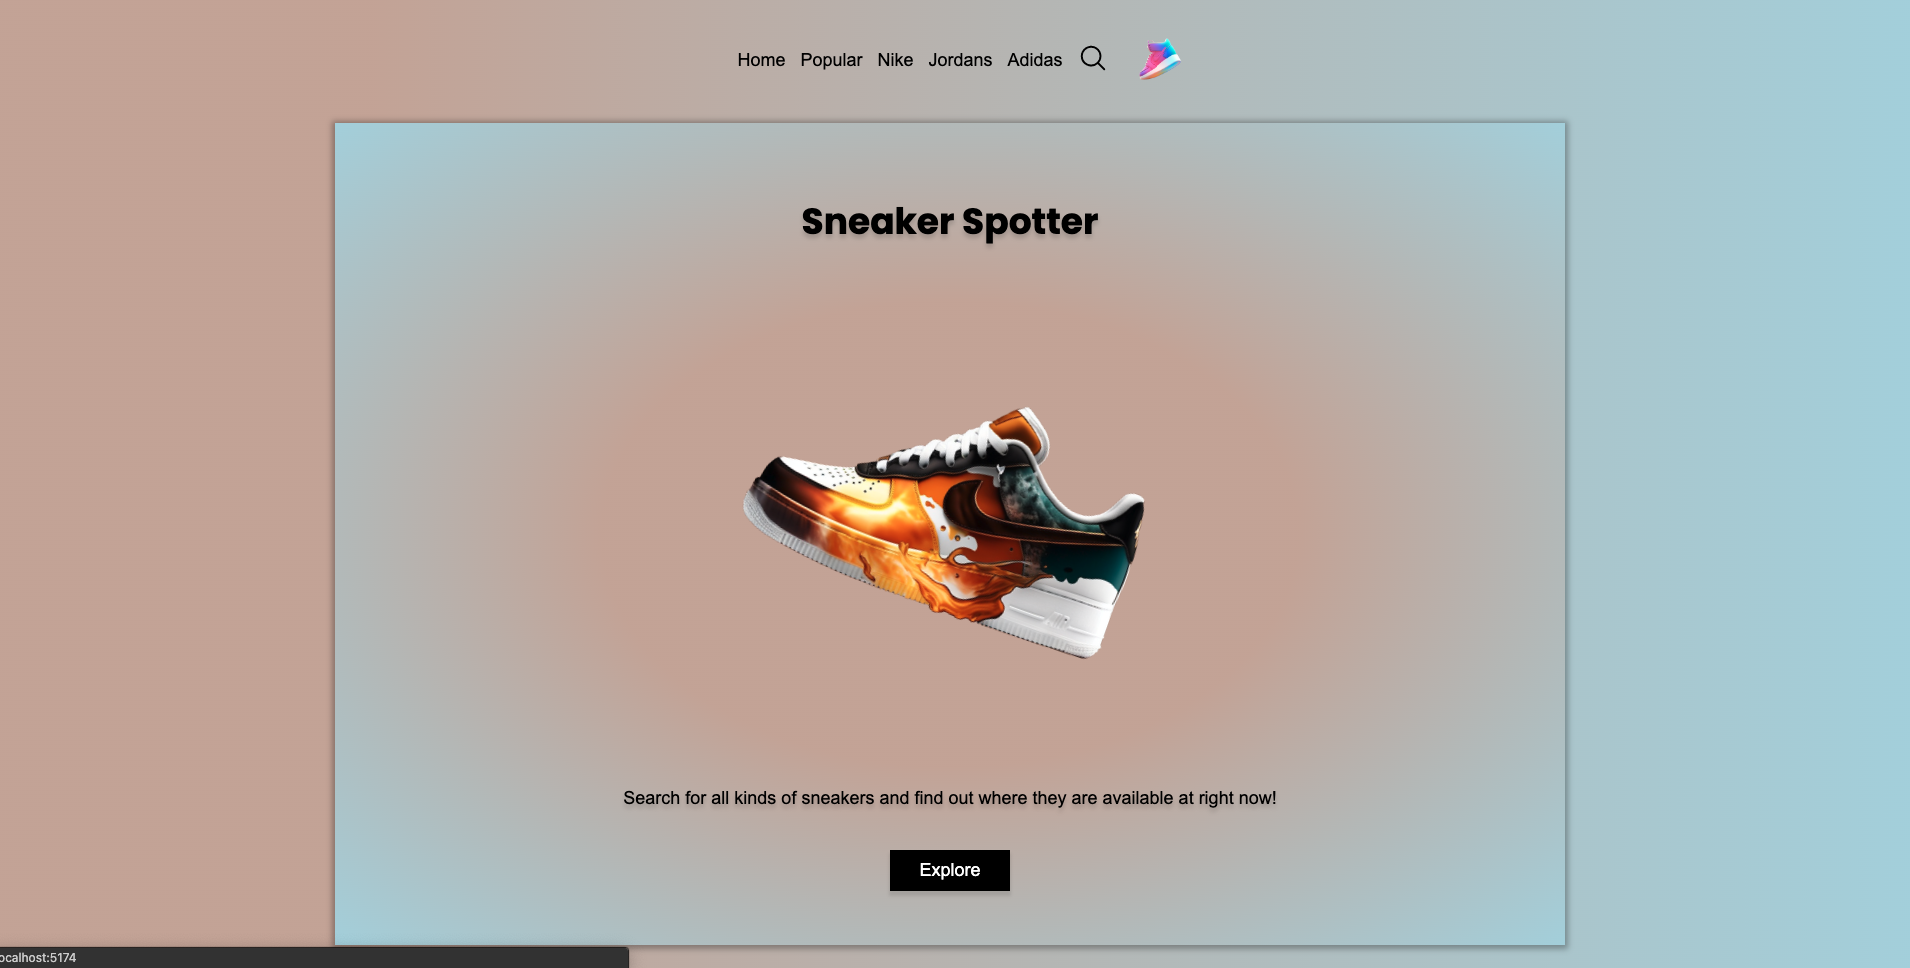 Home Popular Nike Jordans Adidas
Sneaker Spotter
Search for all kinds of sneakers and find out where they are available at right now!
Explore
ocalhost:5174